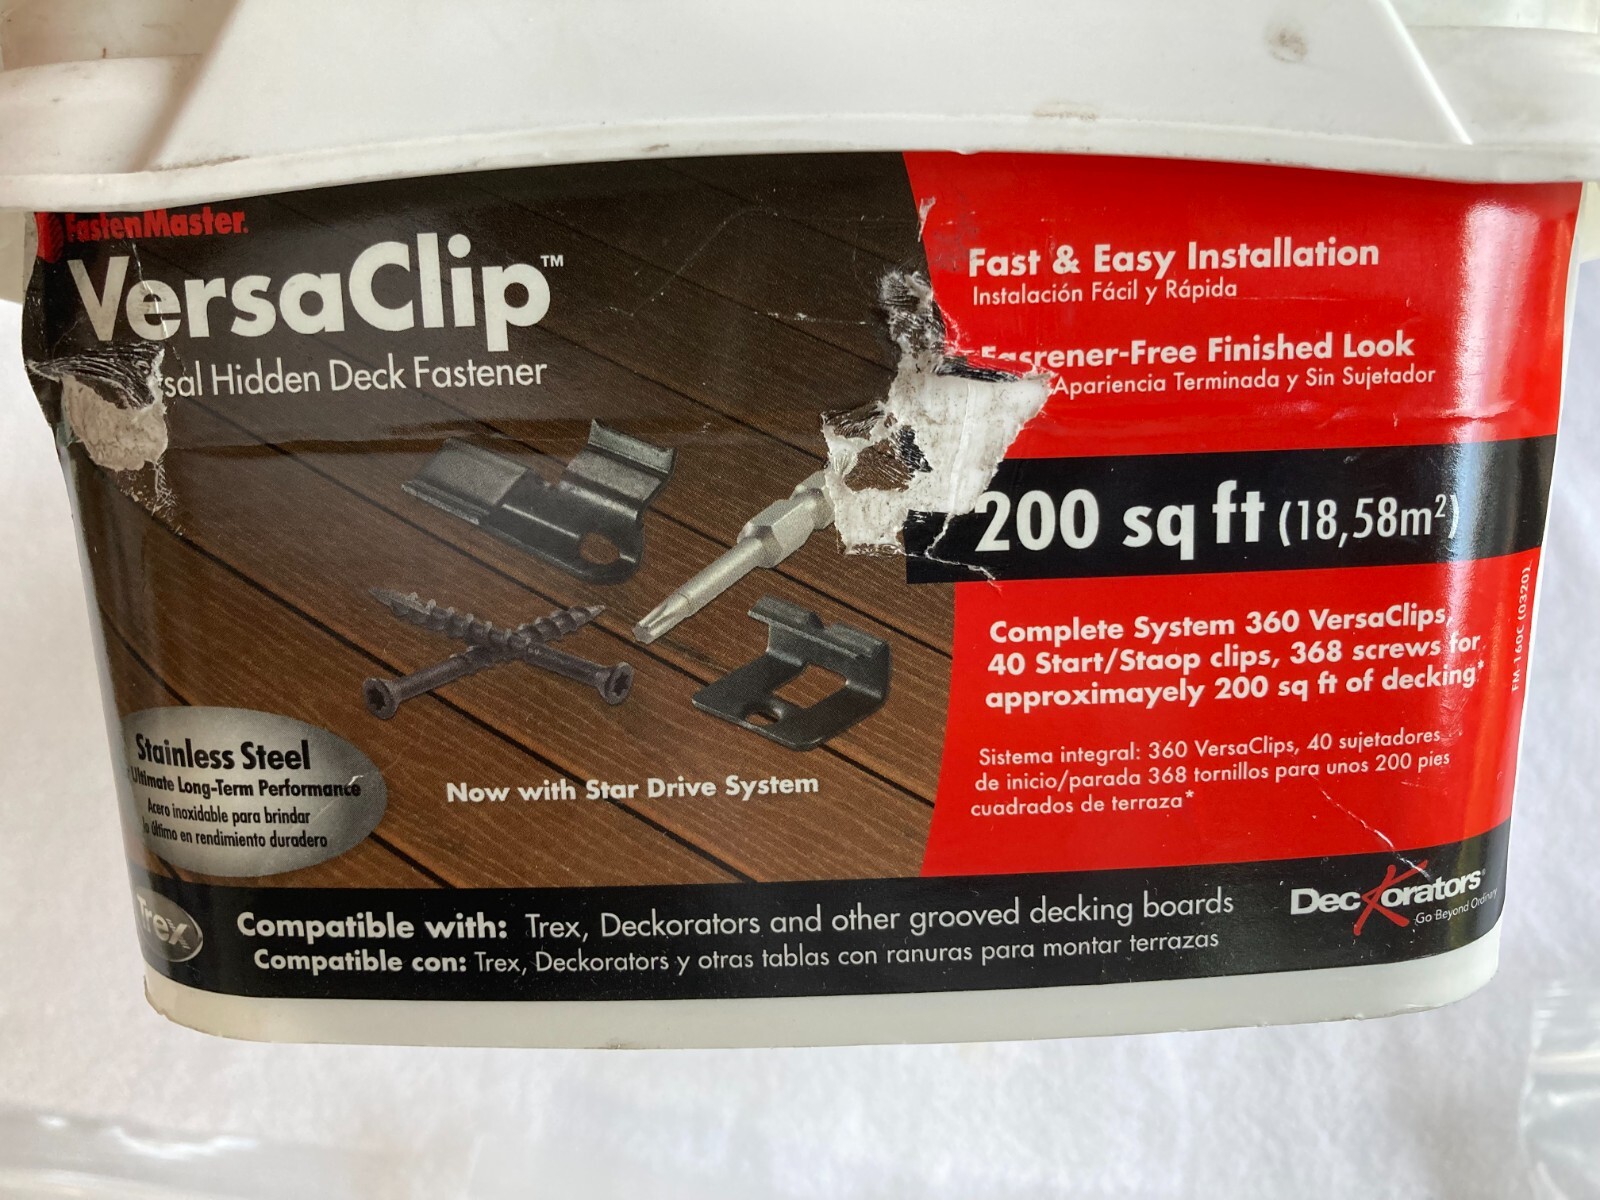 FastenMaster.
VersaClip™
Hidden Deck Fastener
Fast & Easy Installation
Instalación Fácil y Rápida
Fasrener-Free Finished Look
Apariencia Terminada y Sin Sujetador
200 sq ft (18,58m²)
Complete System 360 VersaClips,
40 Start/Staop clips, 368 screws for
approximayely 200 sq ft of decking*
Sistema integral: 360 VersaClips, 40 sujetadores
de inicio/parada 368 tornillos para unos 200 pies
cuadrados de terraza*
FM-160C (0320)
Stainless Steel
Ultimate Long-Term Performance
Acero inoxidable para brindar
lo último en rendimiento duradero
Now with Star Drive System
Trex
Compatible with: Trex, Deckorators and other grooved decking boards
Compatible con: Trex, Deckorators y otras tablas con ranuras para montar terrazas
Deckorators®
Go Beyond Ordinary